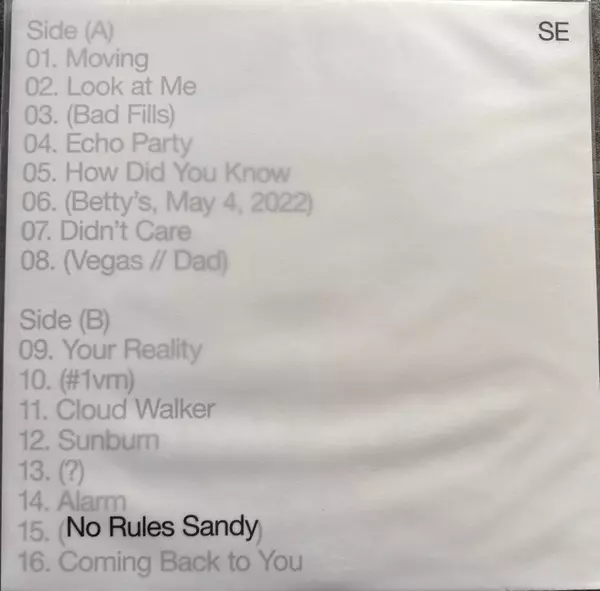 SE
Side (A)
01. Moving
02. Look at Me
03. (Bad Fills)
04. Echo Party
05. How Did You Know
06. (Betty's, May 4, 2022)
07. Didn't Care
08. (Vegas // Dad)
Side (B)
09. Your Reality
10. (#1vm)
11. Cloud Walker
12. Sunburn
13. (?)
14. Alarm
15. (No Rules Sandy)
16. Coming Back to You